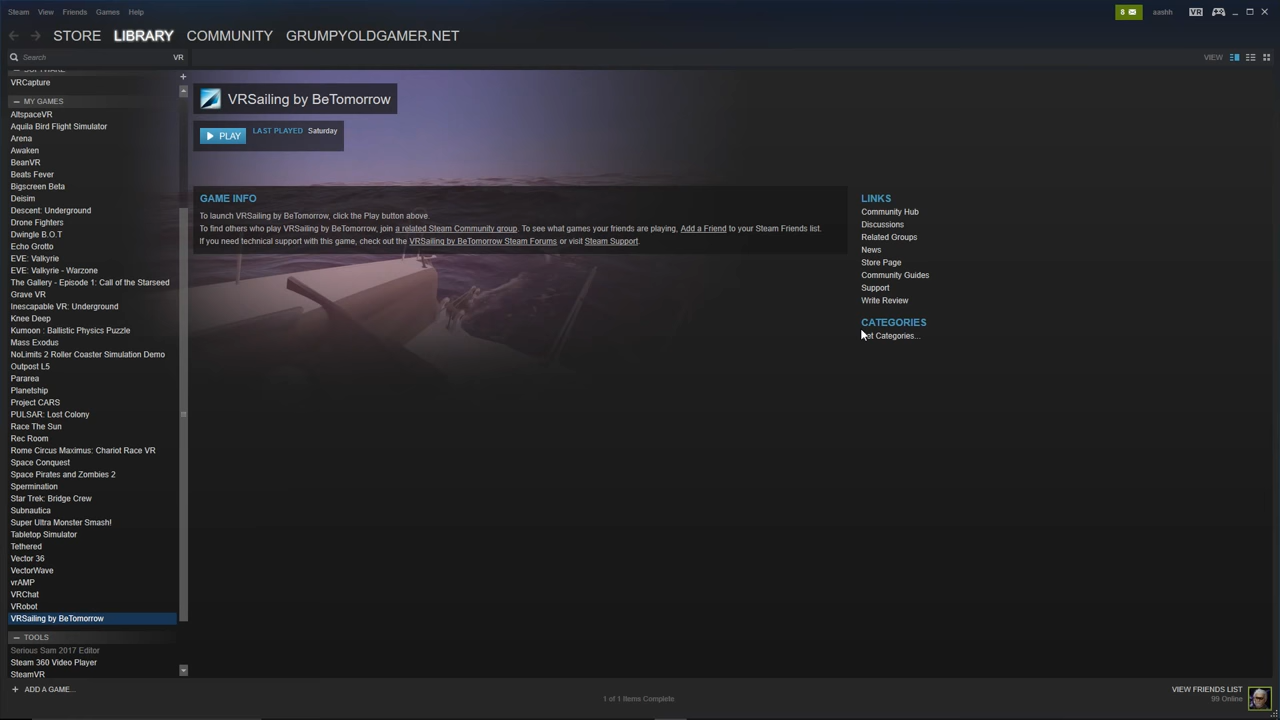 Steam View Friends Games Help
8
aashh
VR
STORE LIBRARY COMMUNITY GRUMPYOLDGAMER.NET
Search
VR
VIEW
VRCapture
MY GAMES
AltspaceVR
Aquila Bird Flight Simulator
Arena
Awaken
BeanVR
Beats Fever
Bigscreen Beta
Deisim
Descent: Underground
Drone Fighters
Dwingle B.O.T
Echo Grotto
EVE: Valkyrie
EVE: Valkyrie - Warzone
The Gallery - Episode 1: Call of the Starseed
Grave VR
Inescapable VR: Underground
Knee Deep
Kumoon : Ballistic Physics Puzzle
Mass Exodus
NoLimits 2 Roller Coaster Simulation Demo
Outpost L5
Pararea
Planetship
Project CARS
PULSAR: Lost Colony
Race The Sun
Rec Room
Rome Circus Maximus: Chariot Race VR
Space Conquest
Space Pirates and Zombies 2
Spermination
Star Trek: Bridge Crew
Subnautica
Super Ultra Monster Smash!
Tabletop Simulator
Tethered
Vector 36
VectorWave
vrAMP
VRChat
VRobot
VRSailing by BeTomorrow
TOOLS
Serious Sam 2017 Editor
Steam 360 Video Player
SteamVR
ADD A GAME...
VRSailing by BeTomorrow
PLAY
LAST PLAYED Saturday
GAME INFO
To launch VRSailing by BeTomorrow, click the Play button above.
To find others who play VRSailing by BeTomorrow, join a related Steam Community group. To see what games your friends are playing, Add a Friend to your Steam Friends list.
If you need technical support with this game, check out the VRSailing by BeTomorrow Steam Forums or visit Steam Support.
LINKS
Community Hub
Discussions
Related Groups
News
Store Page
Community Guides
Support
Write Review
CATEGORIES
Categories...
1 of 1 Items Complete
VIEW FRIENDS LIST
99 Online